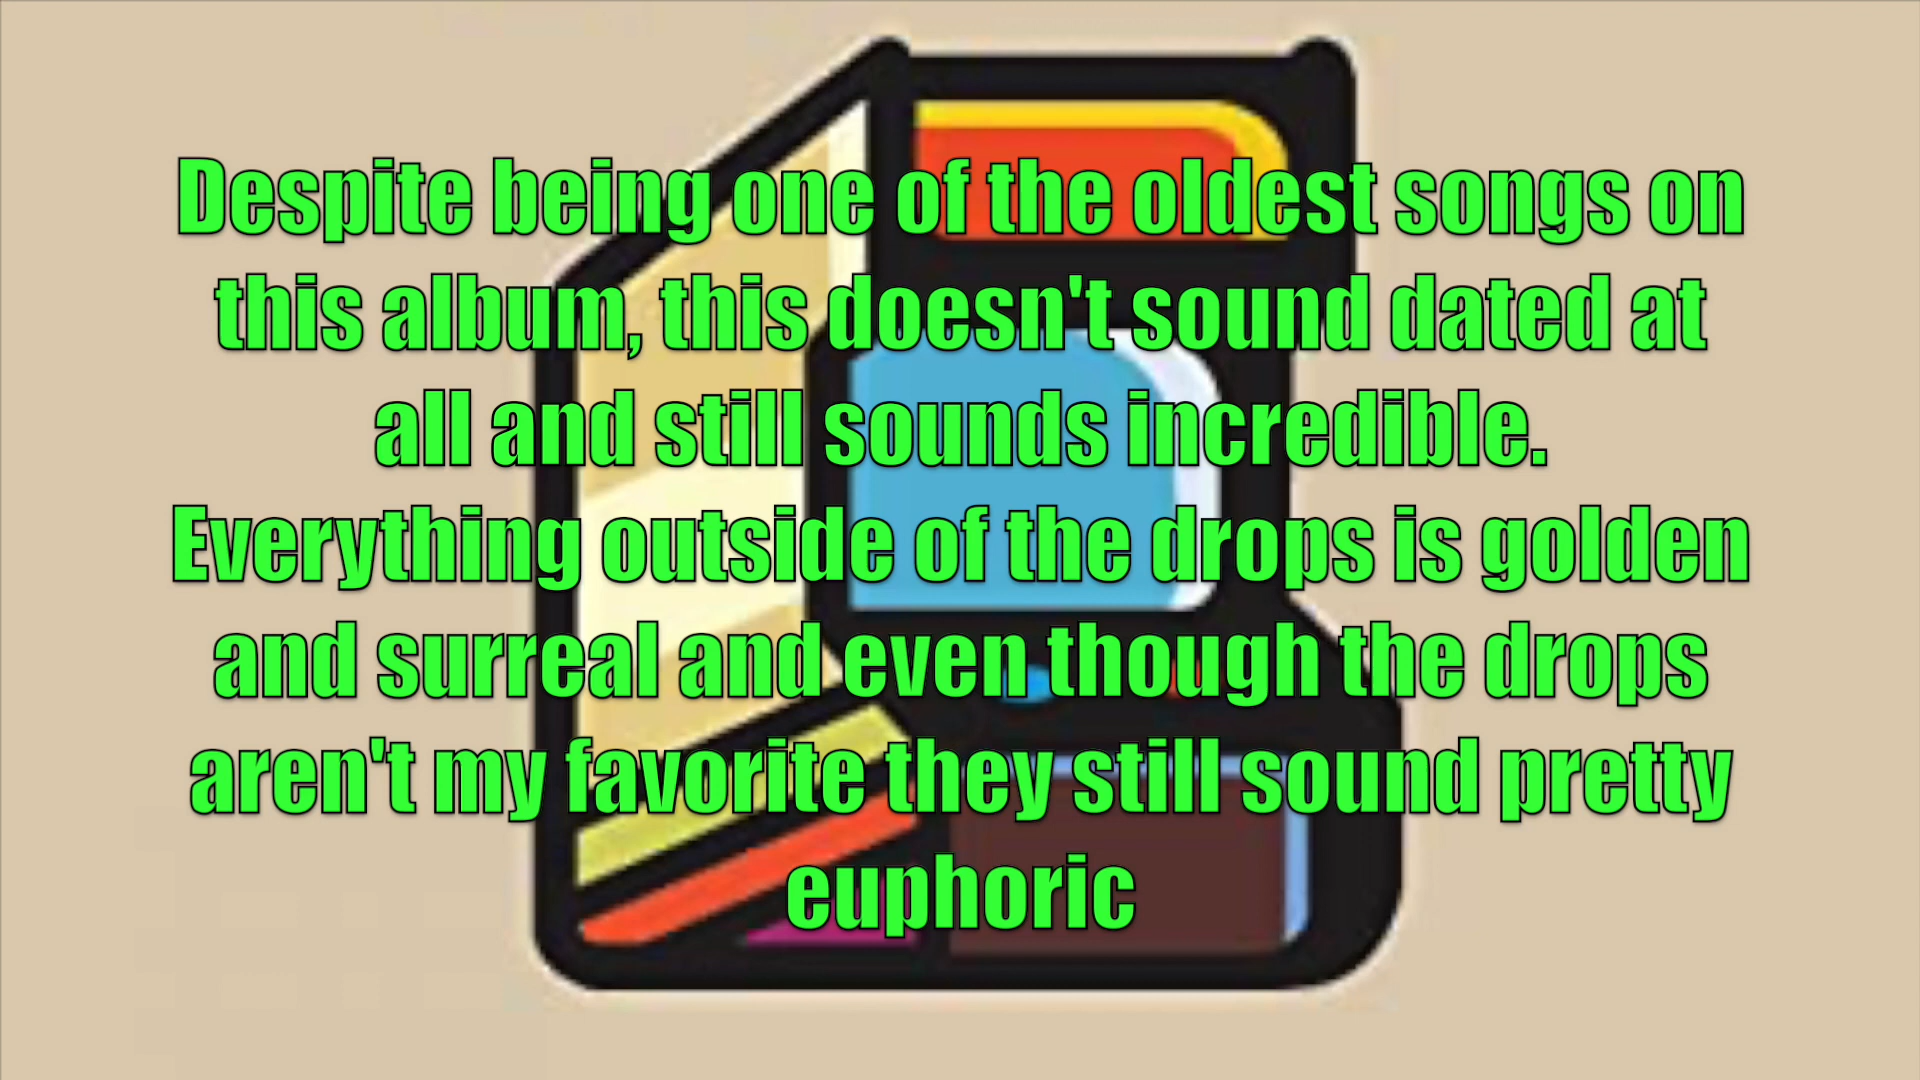 Despite being one of the oldest songs on
this album, this doesn't sound dated at
all and still sounds incredible.
Everything outside of the drops is golden
and surreal and even though the drops
aren't my favorite they still sound pretty
euphoric